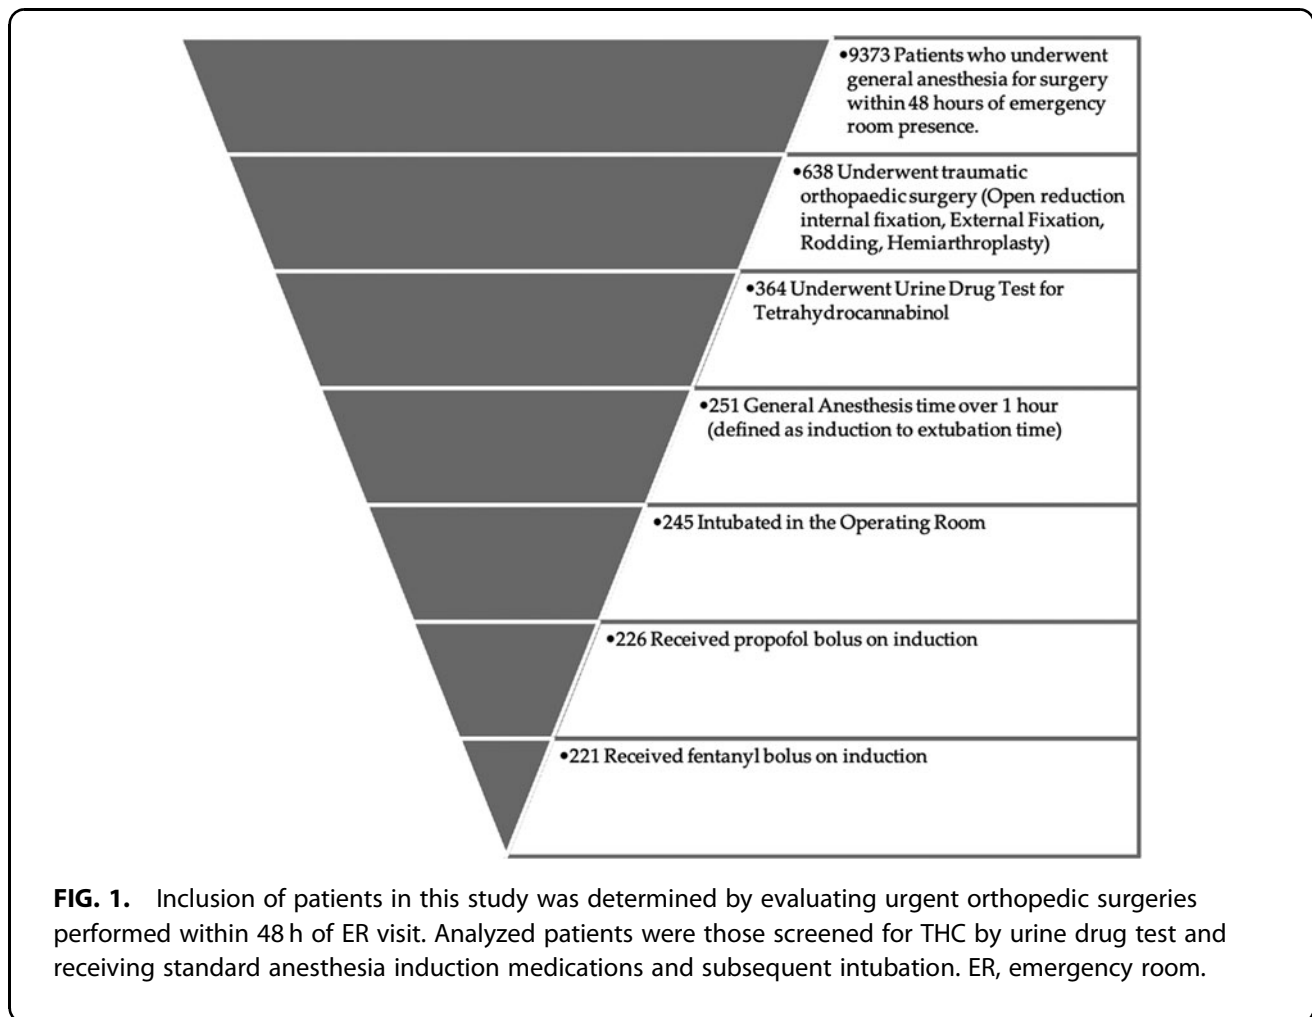 •9373 Patients who underwent
general anesthesia for surgery
within 48 hours of emergency
room presence.
•638 Underwent traumatic
orthopaedic surgery (Open reduction
internal fixation, External Fixation,
Rodding, Hemiarthroplasty)
•364 Underwent Urine Drug Test for
Tetrahydrocannabinol
•251 General Anesthesis time over 1 hour
(defined as induction to extubation time)
•245 Intubated in the Operating Room
•226 Received propofol bolus on induction
•221 Received fentanyl bolus on induction
FIG. 1. Inclusion of patients in this study was determined by evaluating urgent orthopedic surgeries
performed within 48 h of ER visit. Analyzed patients were those screened for THC by urine drug test and
receiving standard anesthesia induction medications and subsequent intubation. ER, emergency room.